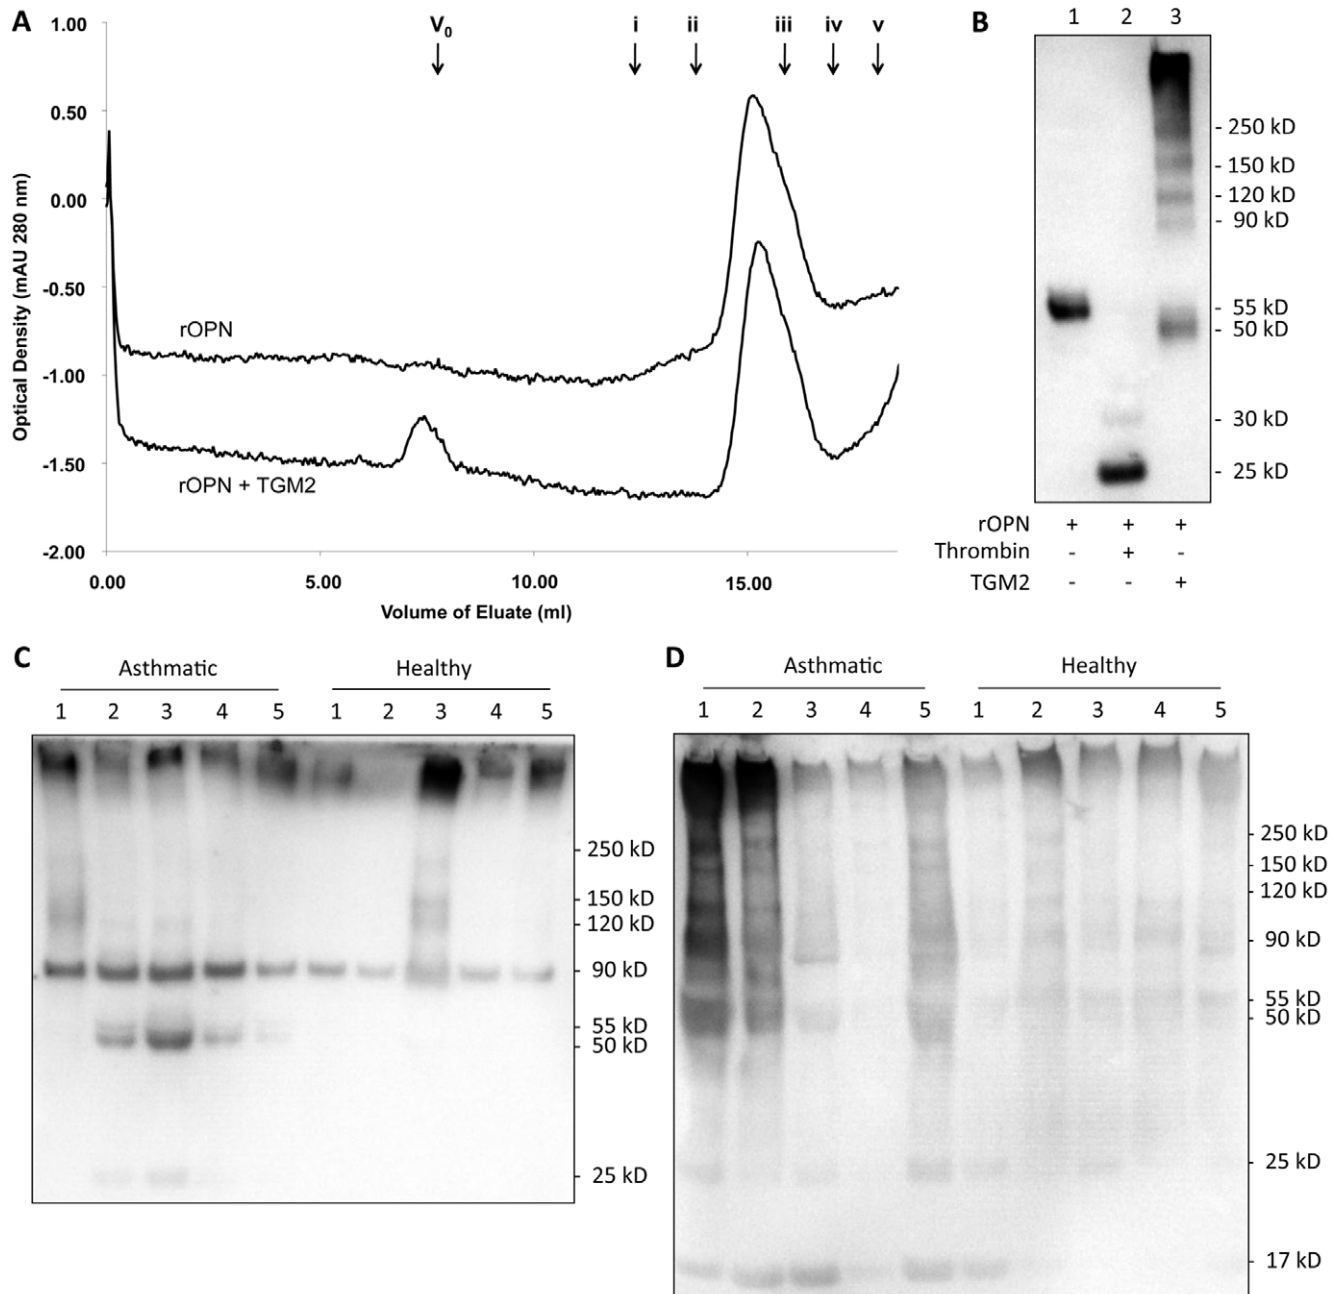 A
V0 i ii iii iv v
1.00
0.50
0.00
-0.50
-1.00
-1.50
-2.00
Optical Density (mAU 280 nm)
rOPN
rOPN + TGM2
0.00 5.00 10.00 15.00
Volume of Eluate (ml)
B
1 2 3
- 250 kD
- 150 kD
- 120 kD
- 90 kD
- 55 kD
- 50 kD
- 30 kD
- 25 kD
rOPN + + +
Thrombin - + -
TGM2 - - +
C
Asthmatic Healthy
1 2 3 4 5 1 2 3 4 5
- 250 kD
- 150 kD
- 120 kD
- 90 kD
- 55 kD
- 50 kD
- 25 kD
D
Asthmatic Healthy
1 2 3 4 5 1 2 3 4 5
- 250 kD
- 150 kD
- 120 kD
- 90 kD
- 55 kD
- 50 kD
- 25 kD
- 17 kD